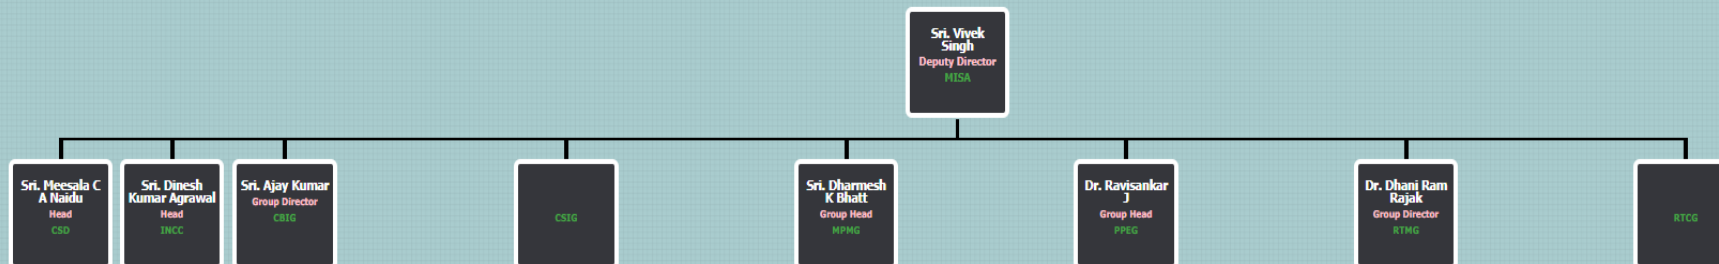 Sri. Vivek
Singh
Deputy Director
MISA
Sri. Meesala C
A Naidu
Head
CSD
Sri. Dinesh
Kumar Agrawal
Head
INCC
Sri. Ajay Kumar
Group Director
CBIG
CSIG
Sri. Dharmesh
K Bhatt
Group Head
MPMG
Dr. Ravisankar
J
Group Head
PPEG
Dr. Dhani Ram
Rajak
Group Director
RTMG
RTCG